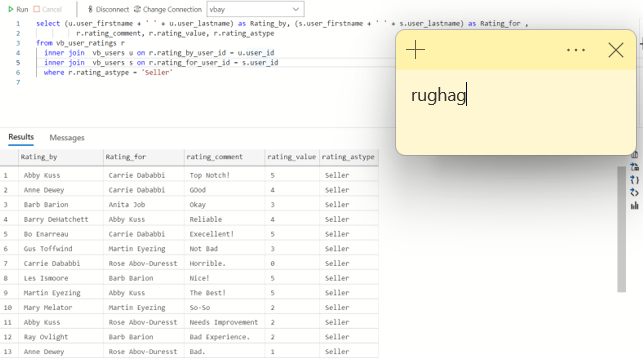 Run Cancel Disconnect Change Connection vbay
1 select (u.user_firstname + ' ' + u.user_lastname) as Rating_by, (s.user_firstname + ' ' + s.user_lastname) as Rating_for ,
2 r.rating_comment, r.rating_value, r.rating_astype
3 from vb_user_ratings r
4 inner join vb_users u on r.rating_by_user_id = u.user_id
5 inner join vb_users s on r.rating_for_user_id = s.user_id
6 where r.rating_astype = 'Seller'
7
rughag
Results Messages
Rating_by Rating_for rating_comment rating_value rating_astype
1 Abby Kuss Carrie Dababbi Top Notch! 5 Seller
2 Anne Dewey Carrie Dababbi GOod 4 Seller
3 Barb Barion Anita Job Okay 3 Seller
4 Barry DeHatchett Abby Kuss Reliable 4 Seller
5 Bo Enarreau Carrie Dababbi Execellent! 5 Seller
6 Gus Toffwind Martin Eyezing Not Bad 3 Seller
7 Carrie Dababbi Rose Abov-Duresst Horrible. 0 Seller
8 Les Ismoore Barb Barion Nice! 5 Seller
9 Martin Eyezing Abby Kuss The Best! 5 Seller
10 Mary Melator Martin Eyezing So-So 2 Seller
11 Abby Kuss Rose Abov-Duresst Needs Improvement 2 Seller
12 Ray Ovlight Barb Barion Bad Experience. 2 Seller
13 Anne Dewey Rose Abov-Duresst Bad. 1 Seller